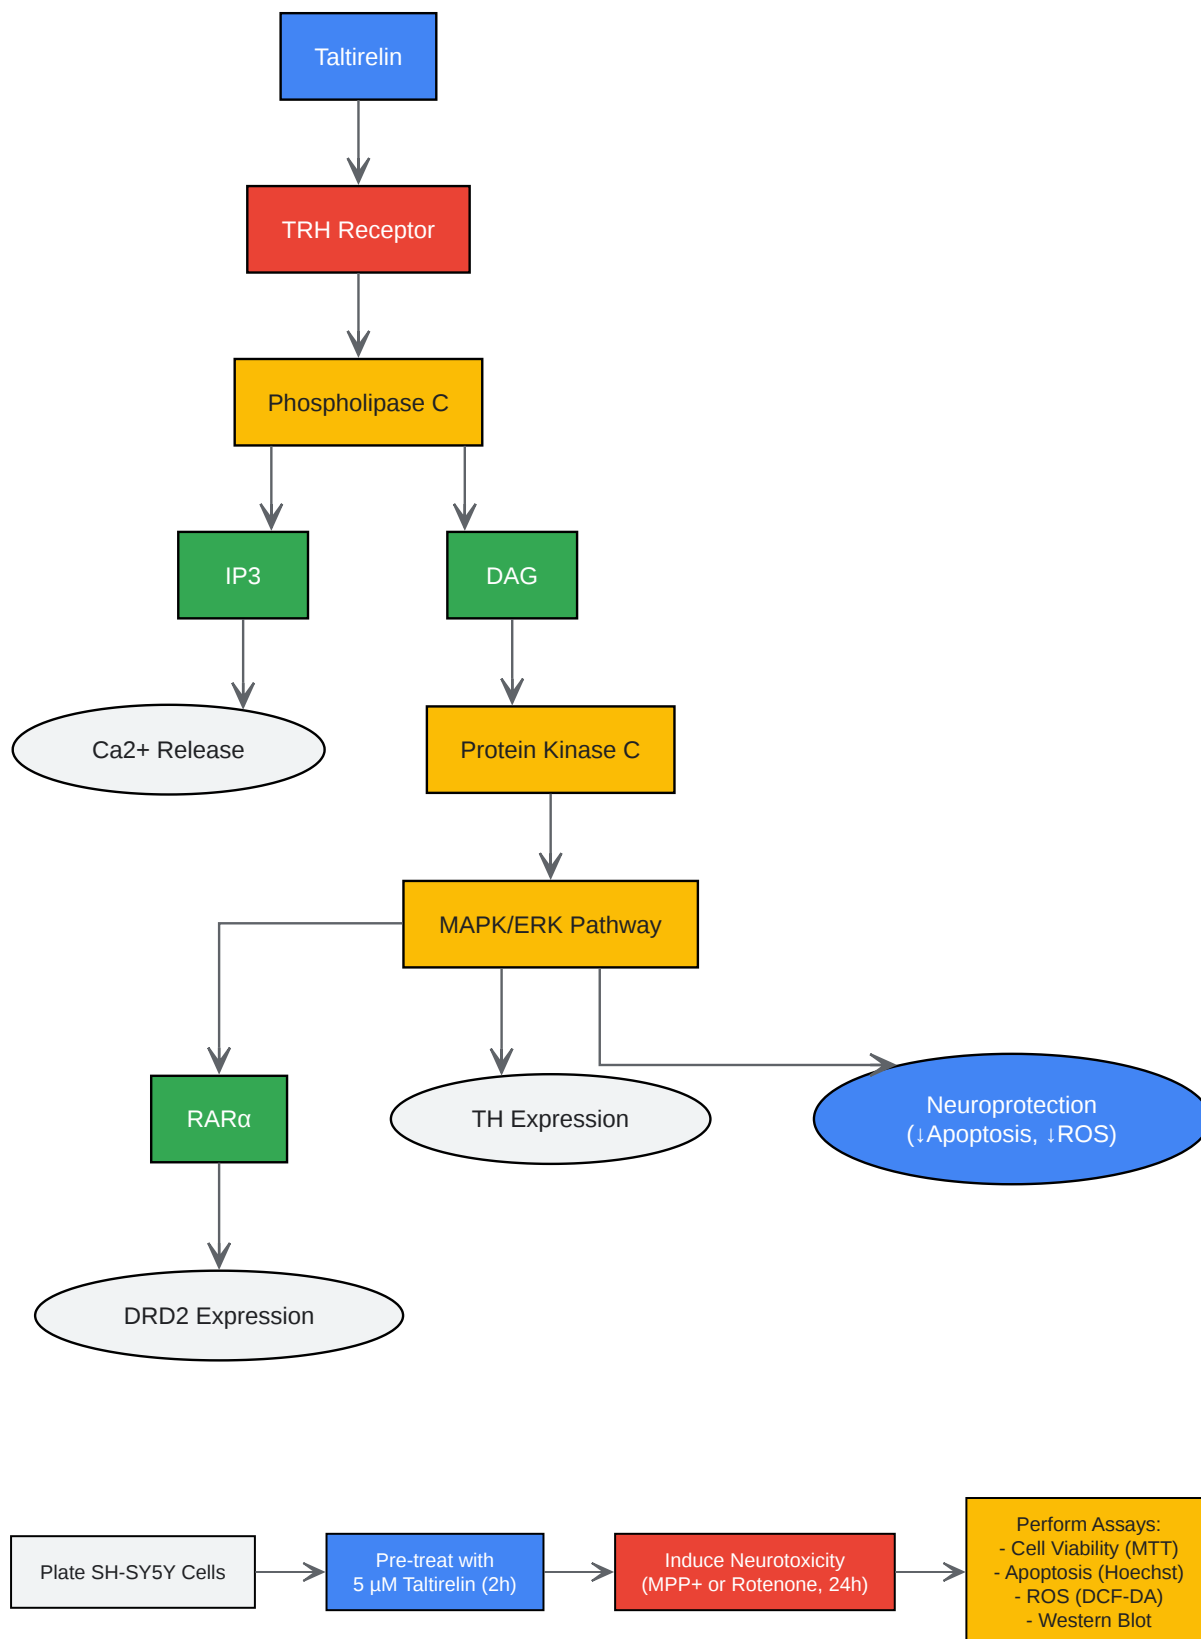 Taltirelin
TRH Receptor
Phospholipase C
IP3
DAG
Ca2+ Release
Protein Kinase C
MAPK/ERK Pathway
RARα
TH Expression
Neuroprotection
(↓Apoptosis, ↓ROS)
DRD2 Expression
Plate SH-SY5Y Cells
Pre-treat with
5 µM Taltirelin (2h)
Induce Neurotoxicity
(MPP+ or Rotenone, 24h)
Perform Assays:
- Cell Viability (MTT)
- Apoptosis (Hoechst)
- ROS (DCF-DA)
- Western Blot